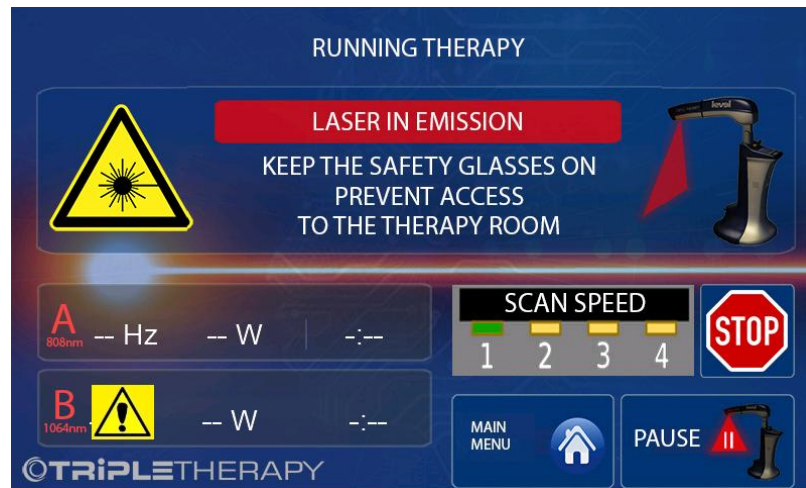 RUNNING THERAPY
LASER IN EMISSION
KEEP THE SAFETY GLASSES ON
PREVENT ACCESS
TO THE THERAPY ROOM
level
A
808nm
-- Hz -- W -:--
SCAN SPEED
1 2 3 4
STOP
B
1064nm
-- W -:--
MAIN
MENU
PAUSE
©TRiPLETHERAPY